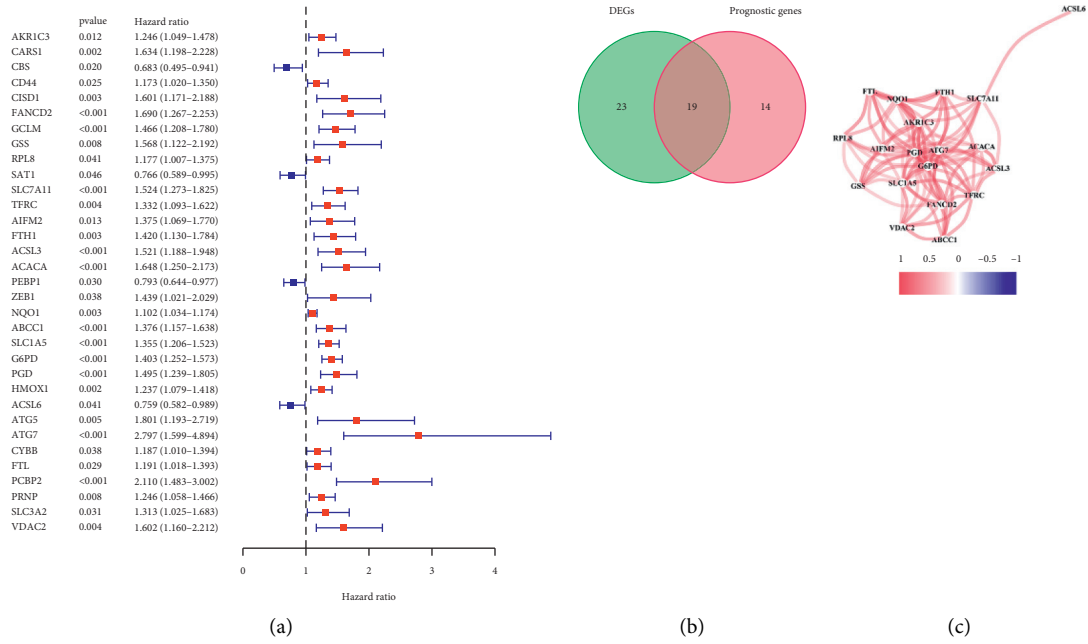 pvalue Hazard ratio
AKR1C3 0.012 1.246 (1.049–1.478)
CARS1 0.002 1.634 (1.198–2.228)
CBS 0.020 0.683 (0.495–0.941)
CD44 0.025 1.173 (1.020–1.350)
CISD1 0.003 1.601 (1.171–2.188)
FANCD2 <0.001 1.690 (1.267–2.253)
GCLM <0.001 1.466 (1.208–1.780)
GSS 0.008 1.568 (1.122–2.192)
RPL8 0.041 1.177 (1.007–1.375)
SAT1 0.046 0.766 (0.589–0.995)
SLC7A11 <0.001 1.524 (1.273–1.825)
TFRC 0.004 1.332 (1.093–1.622)
AIFM2 0.013 1.375 (1.069–1.770)
FTH1 0.003 1.420 (1.130–1.784)
ACSL3 <0.001 1.521 (1.188–1.948)
ACACA <0.001 1.648 (1.250–2.173)
PEBP1 0.030 0.793 (0.644–0.977)
ZEB1 0.038 1.439 (1.021–2.029)
NQO1 0.003 1.102 (1.034–1.174)
ABCC1 <0.001 1.376 (1.157–1.638)
SLC1A5 <0.001 1.355 (1.206–1.523)
G6PD <0.001 1.403 (1.252–1.573)
PGD <0.001 1.495 (1.239–1.805)
HMOX1 0.002 1.237 (1.079–1.418)
ACSL6 0.041 0.759 (0.582–0.989)
ATG5 0.005 1.801 (1.193–2.719)
ATG7 <0.001 2.797 (1.599–4.894)
CYBB 0.038 1.187 (1.010–1.394)
FTL 0.029 1.191 (1.018–1.393)
PCBP2 <0.001 2.110 (1.483–3.002)
PRNP 0.008 1.246 (1.058–1.466)
SLC3A2 0.031 1.313 (1.025–1.683)
VDAC2 0.004 1.602 (1.160–2.212)
0 1 2 3 4
Hazard ratio
(a)
DEGs Prognostic genes
23 19 14
(b)
ACSL6
FTL NQO1 FTH1 SLC7A11
AKR1C3
RPL8 AIFM2 PGD ATG7 ACACA
G6PD ACSL3
GSS SLC1A5
FANCD2 TFRC
VDAC2
ABCC1
1 0.5 0 −0.5 −1
(c)